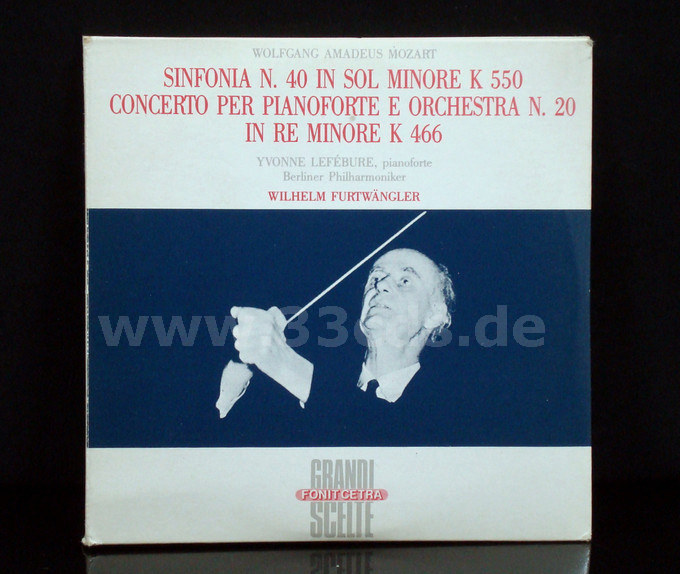 WOLFGANG AMADEUS MOZART
SINFONIA N. 40 IN SOL MINORE K 550
CONCERTO PER PIANOFORTE E ORCHESTRA N. 20
IN RE MINORE K 466
YVONNE LEFÉBURE, pianoforte
Berliner Philharmoniker
WILHELM FURTWÄNGLER
www.33cds.de
GRANDI
FONIT CETRA
SCELTE